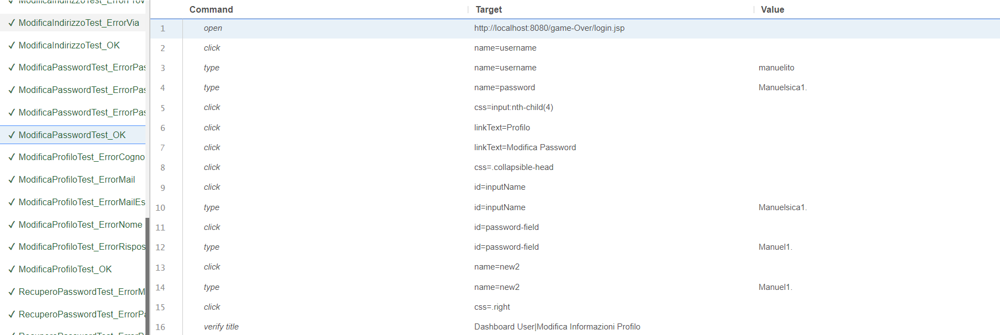 Command Target Value
✓ ModificaIndirizzoTest_ErrorVia
✓ ModificaIndirizzoTest_OK
✓ ModificaPasswordTest_ErrorPas
✓ ModificaPasswordTest_ErrorPas
✓ ModificaPasswordTest_ErrorPas
✓ ModificaPasswordTest_OK
✓ ModificaProfiloTest_ErrorCogno
✓ ModificaProfiloTest_ErrorMail
✓ ModificaProfiloTest_ErrorMailEs
✓ ModificaProfiloTest_ErrorNome
✓ ModificaProfiloTest_ErrorRispos
✓ ModificaProfiloTest_OK
✓ RecuperoPasswordTest_ErrorM
✓ RecuperoPasswordTest_ErrorPa
1 open http://localhost:8080/game-Over/login.jsp
2 click name=username
3 type name=username manuelito
4 type name=password Manuelsica1.
5 click css=input:nth-child(4)
6 click linkText=Profilo
7 click linkText=Modifica Password
8 click css=.collapsible-head
9 click id=inputName
10 type id=inputName Manuelsica1.
11 click id=password-field
12 type id=password-field Manuel1.
13 click name=new2
14 type name=new2 Manuel1.
15 click css=.right
16 verify title Dashboard User|Modifica Informazioni Profilo